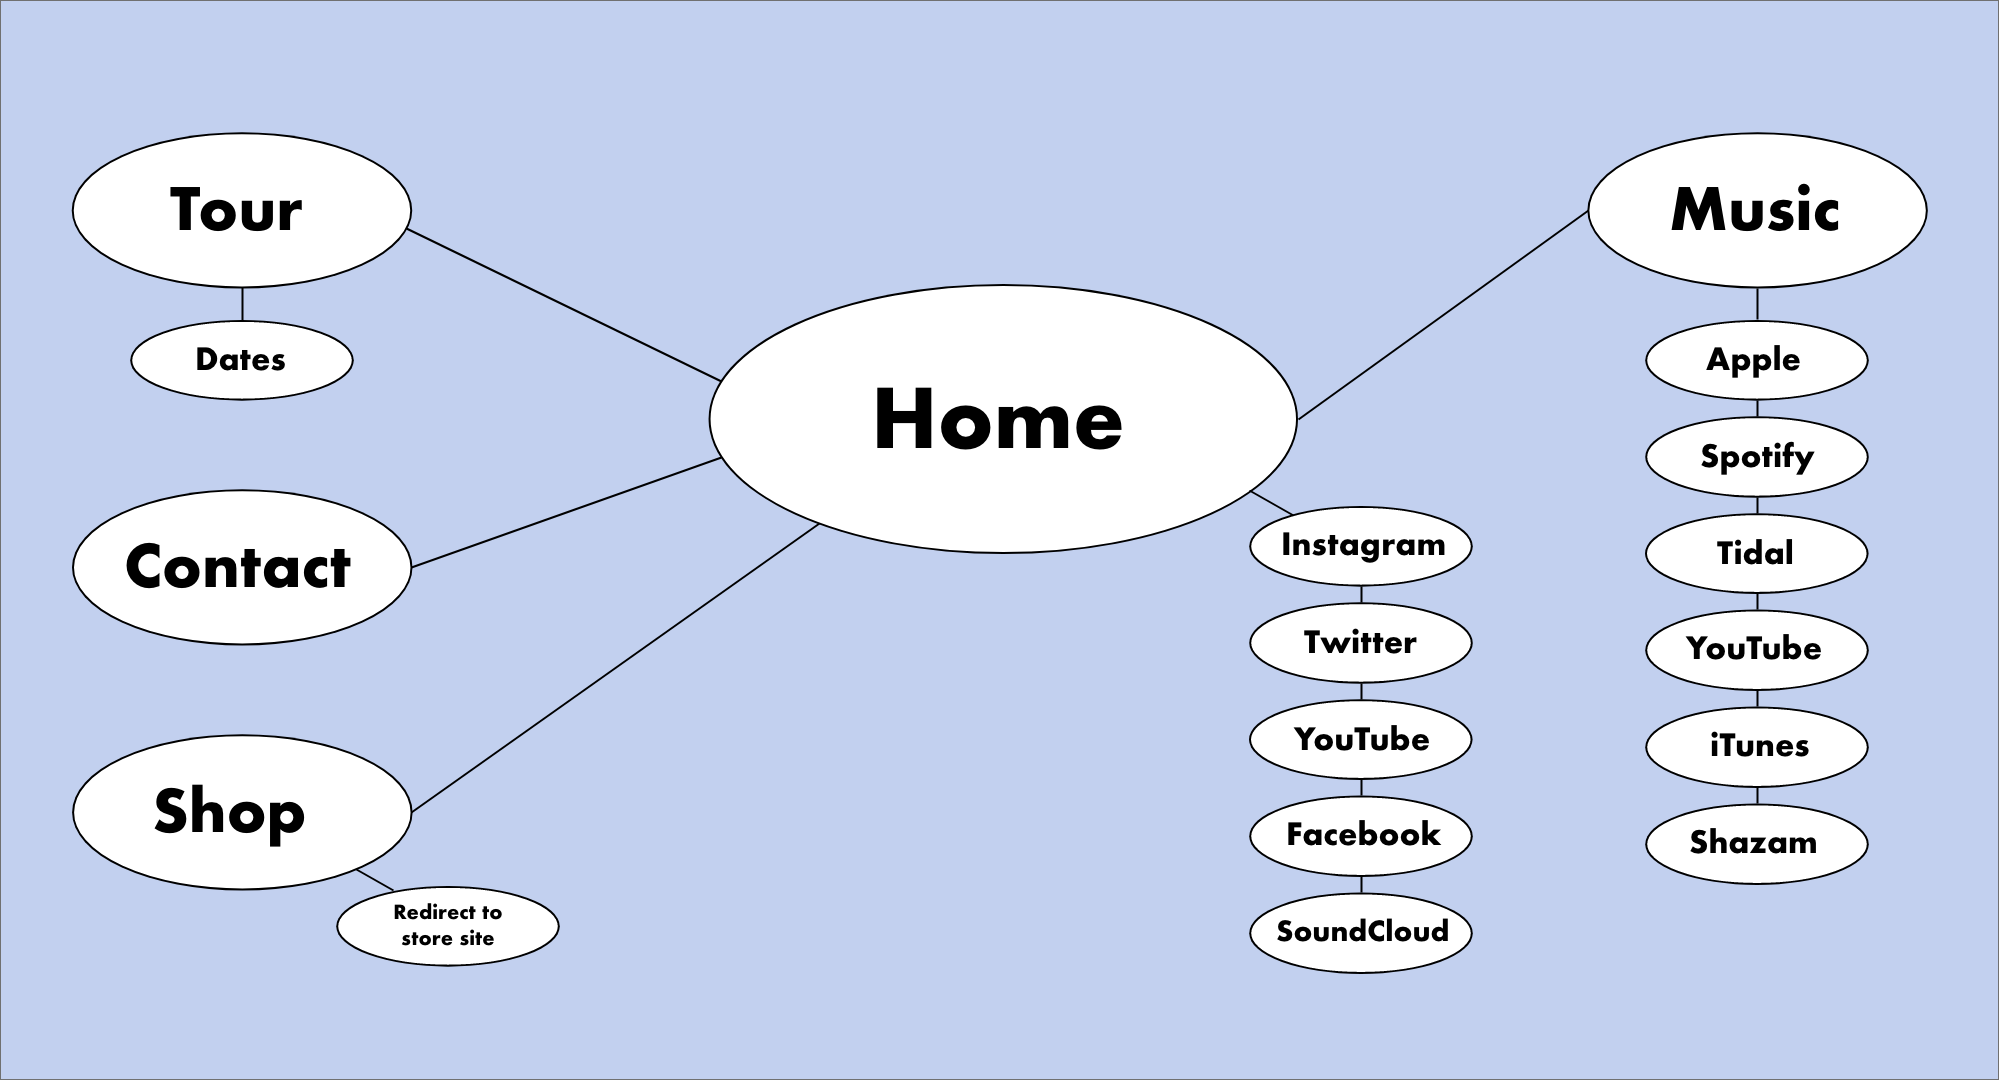 Tour
Dates
Contact
Shop
Redirect to
store site
Home
Instagram
Twitter
YouTube
Facebook
SoundCloud
Music
Apple
Spotify
Tidal
YouTube
iTunes
Shazam